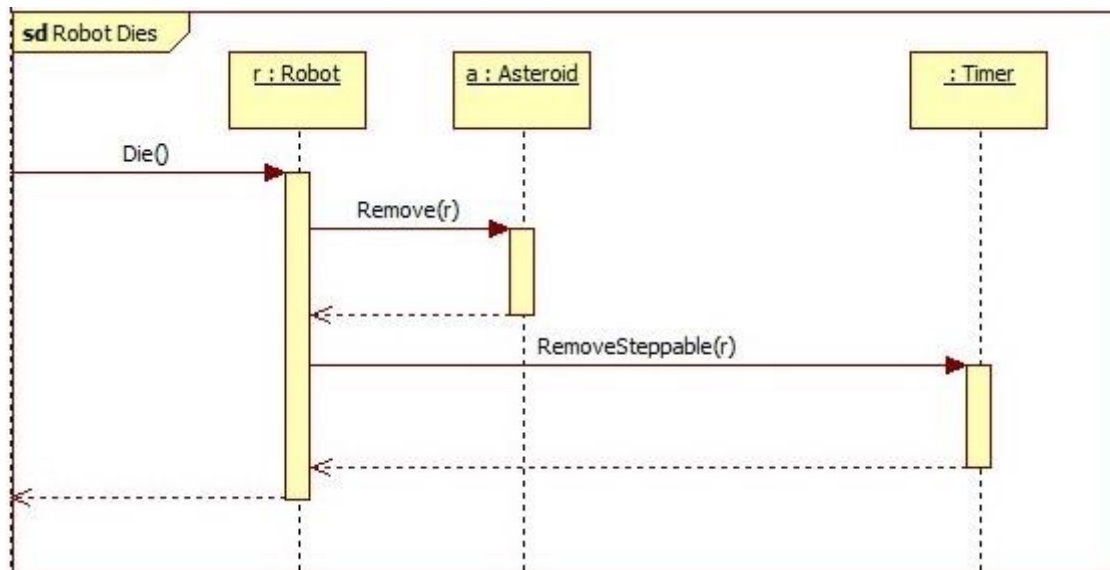 sd Robot Dies
r : Robot
a : Asteroid
: Timer
Die()
Remove(r)
RemoveSteppable(r)